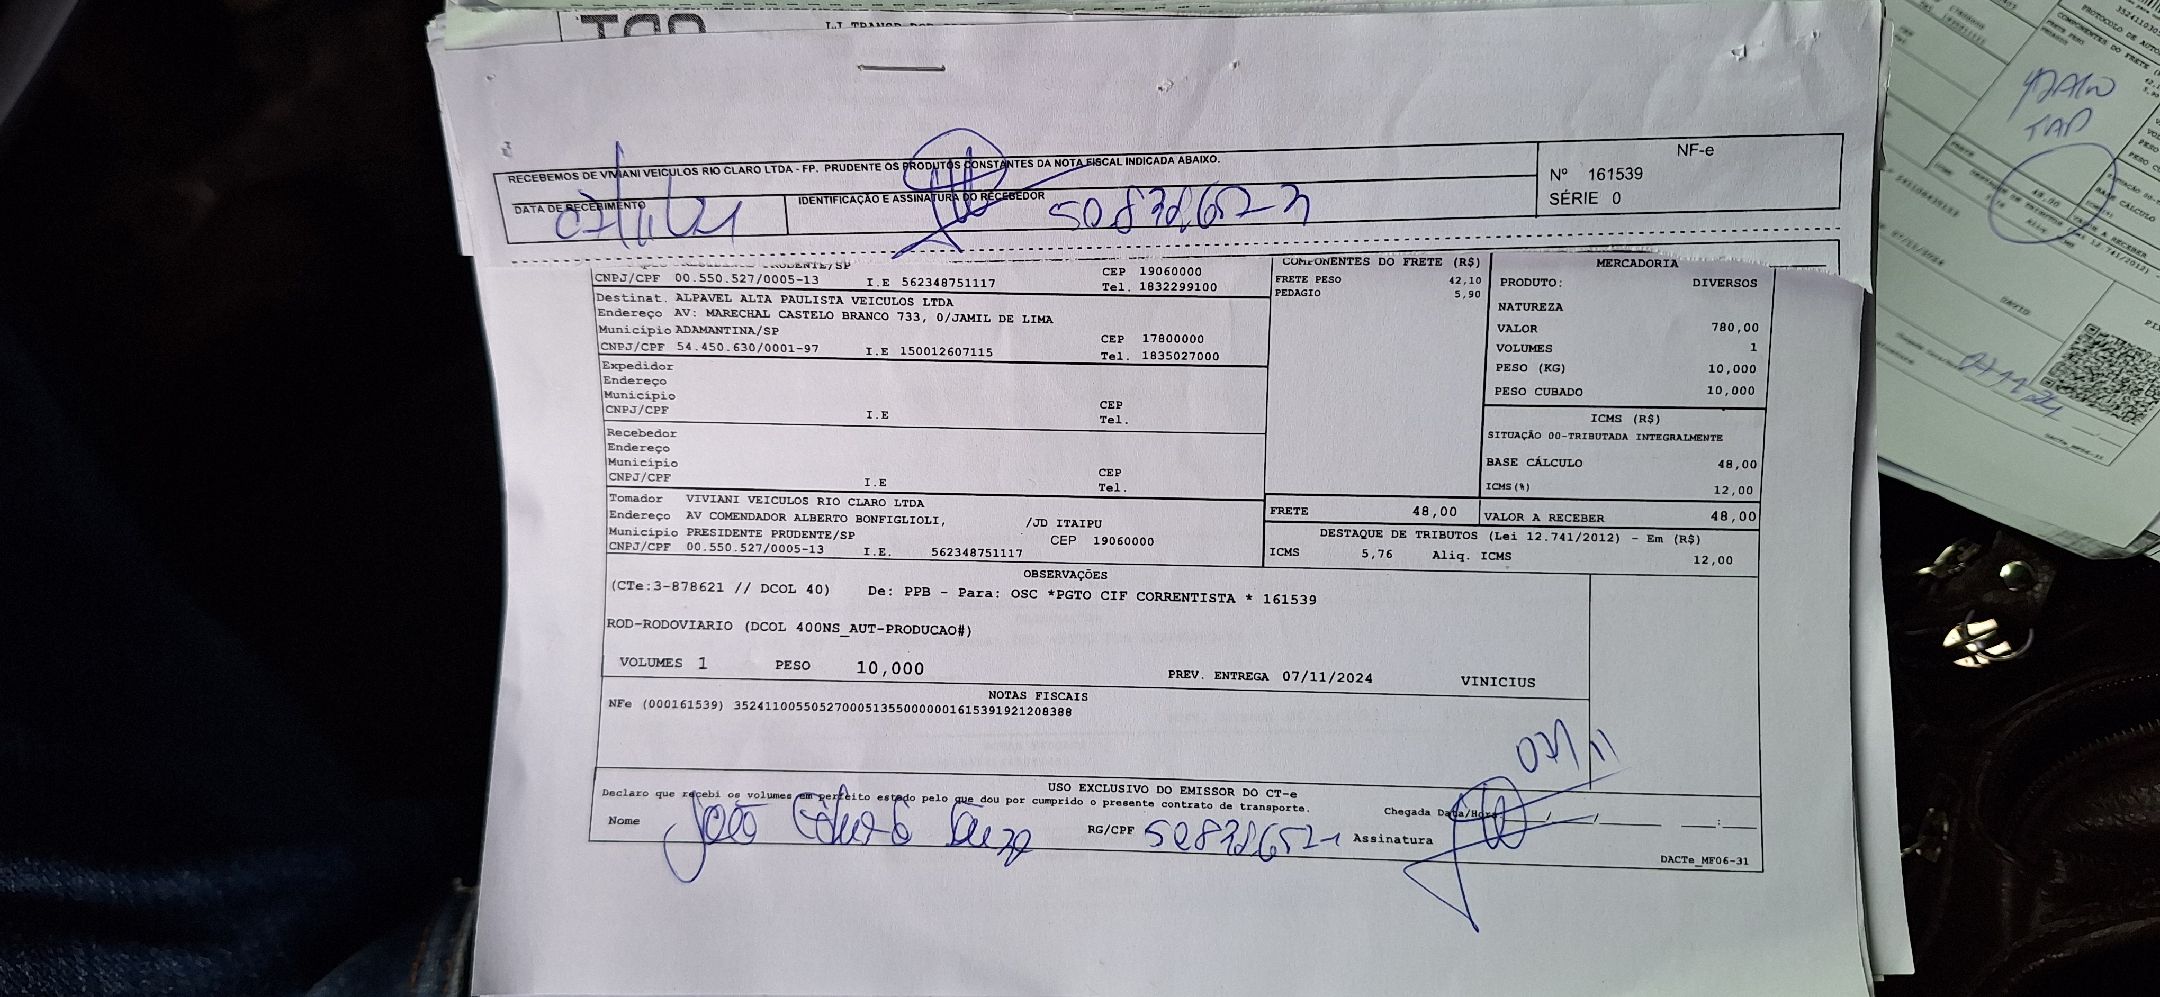 RECEBEMOS DE VIVIANI VEICULOS RIO CLARO LTDA - FP. PRUDENTE OS PRODUTOS CONSTANTES DA NOTA FISCAL INDICADA ABAIXO.
NF-e
Nº 161539
SÉRIE 0
DATA DE RECEBIMENTO
IDENTIFICAÇÃO E ASSINATURA DO RECEBEDOR
CNPJ/CPF 00.550.527/0005-13 I.E 562348751117 CEP 19060000
Tel. 1832299100
Destinat. ALPAVEL ALTA PAULISTA VEICULOS LTDA
Endereço AV: MARECHAL CASTELO BRANCO 733, 0/JAMIL DE LIMA
Município ADAMANTINA/SP CEP 17800000
CNPJ/CPF 54.450.630/0001-97 I.E 150012607115 Tel. 1835027000
Expedidor
Endereço
Município CEP
CNPJ/CPF I.E Tel.
Recebedor
Endereço
Município CEP
CNPJ/CPF I.E Tel.
Tomador VIVIANI VEICULOS RIO CLARO LTDA
Endereço AV COMENDADOR ALBERTO BONFIGLIOLI, /JD ITAIPU
Município PRESIDENTE PRUDENTE/SP CEP 19060000
CNPJ/CPF 00.550.527/0005-13 I.E. 562348751117
COMPONENTES DO FRETE (R$)
FRETE PESO 42,10
PEDAGIO 5,90
FRETE 48,00
MERCADORIA
PRODUTO: DIVERSOS
NATUREZA
VALOR 780,00
VOLUMES 1
PESO (KG) 10,000
PESO CUBADO 10,000
ICMS (R$)
SITUAÇÃO 00-TRIBUTADA INTEGRALMENTE
BASE CÁLCULO 48,00
ICMS(%) 12,00
VALOR A RECEBER 48,00
DESTAQUE DE TRIBUTOS (Lei 12.741/2012) - Em (R$)
ICMS 5,76 Aliq. ICMS 12,00
OBSERVAÇÕES
(CTe:3-878621 // DCOL 40) De: PPB - Para: OSC *PGTO CIF CORRENTISTA * 161539
ROD-RODOVIARIO (DCOL 400NS_AUT-PRODUCAO#)
VOLUMES 1 PESO 10,000 PREV. ENTREGA 07/11/2024 VINICIUS
NOTAS FISCAIS
NFe (000161539) 35241100550527000513550000001615391921208388
07/11
USO EXCLUSIVO DO EMISSOR DO CT-e
Declaro que recebi os volumes em perfeito estado pelo que dou por cumprido o presente contrato de transporte.
Chegada Data/Hora
Nome João RG/CPF Assinatura
DACTe_MF06-31